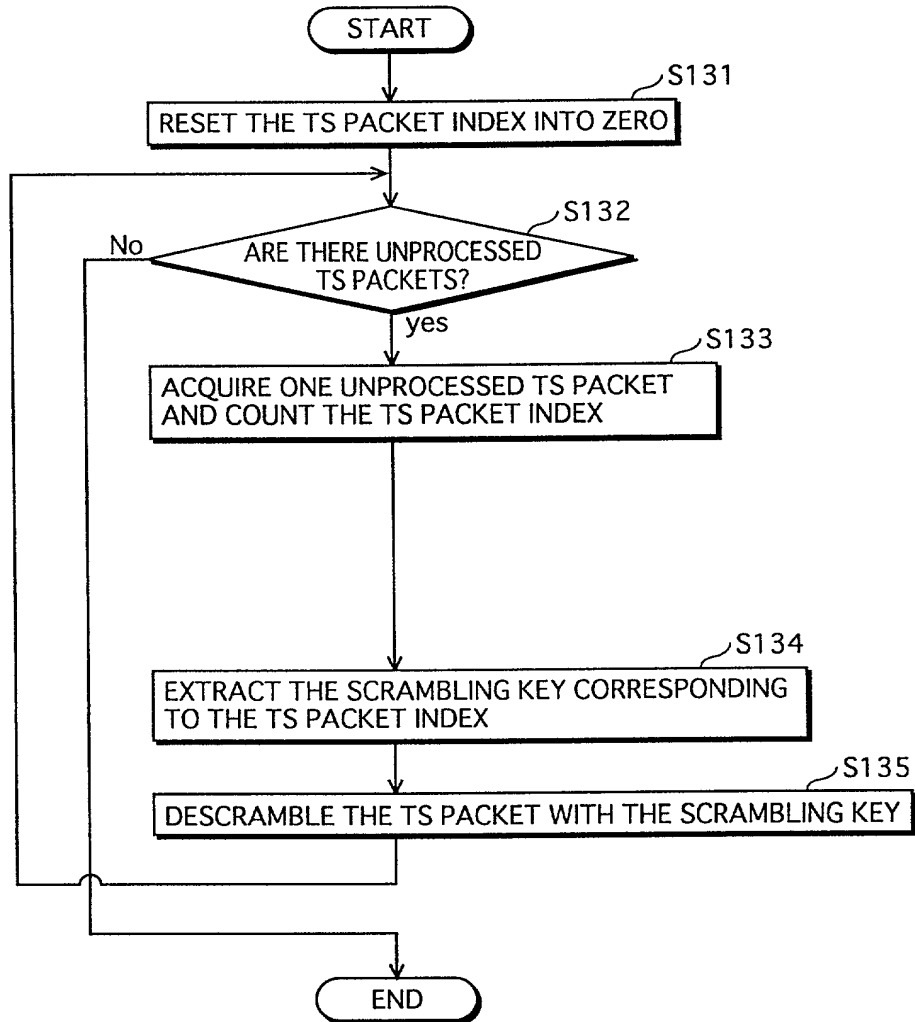 START
S131
RESET THE TS PACKET INDEX INTO ZERO
S132
No
ARE THERE UNPROCESSED
TS PACKETS?
yes
S133
ACQUIRE ONE UNPROCESSED TS PACKET
AND COUNT THE TS PACKET INDEX
S134
EXTRACT THE SCRAMBLING KEY CORRESPONDING
TO THE TS PACKET INDEX
S135
DESCRAMBLE THE TS PACKET WITH THE SCRAMBLING KEY
END